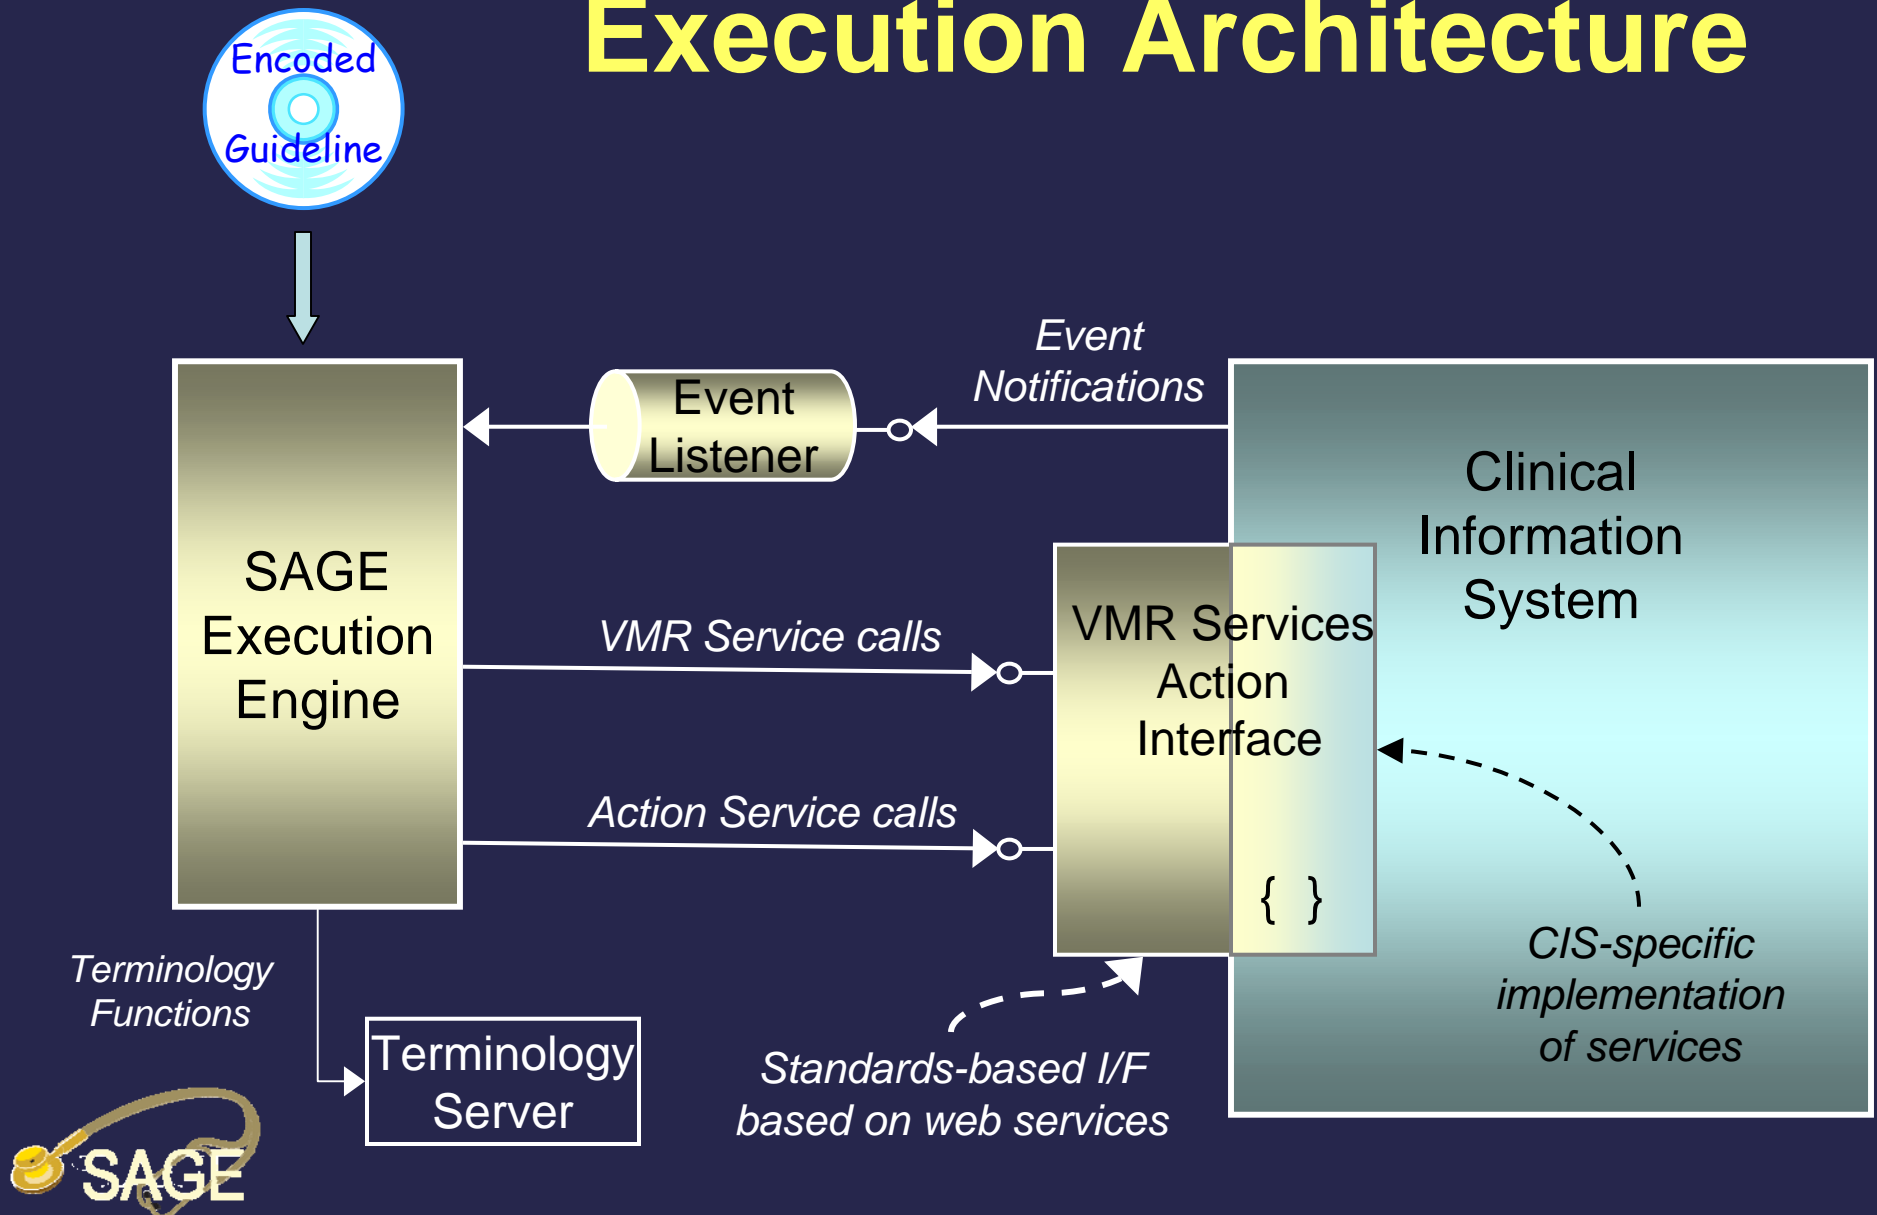 Execution Architecture
Encoded
Guideline
Event
Notifications
Event
Listener
Clinical
Information
System
SAGE
Execution
Engine
VMR Service calls
VMR Services
Action
Interface
Action Service calls
{ }
CIS-specific
implementation
of services
Terminology
Functions
Terminology
Server
Standards-based I/F
based on web services
SAGE